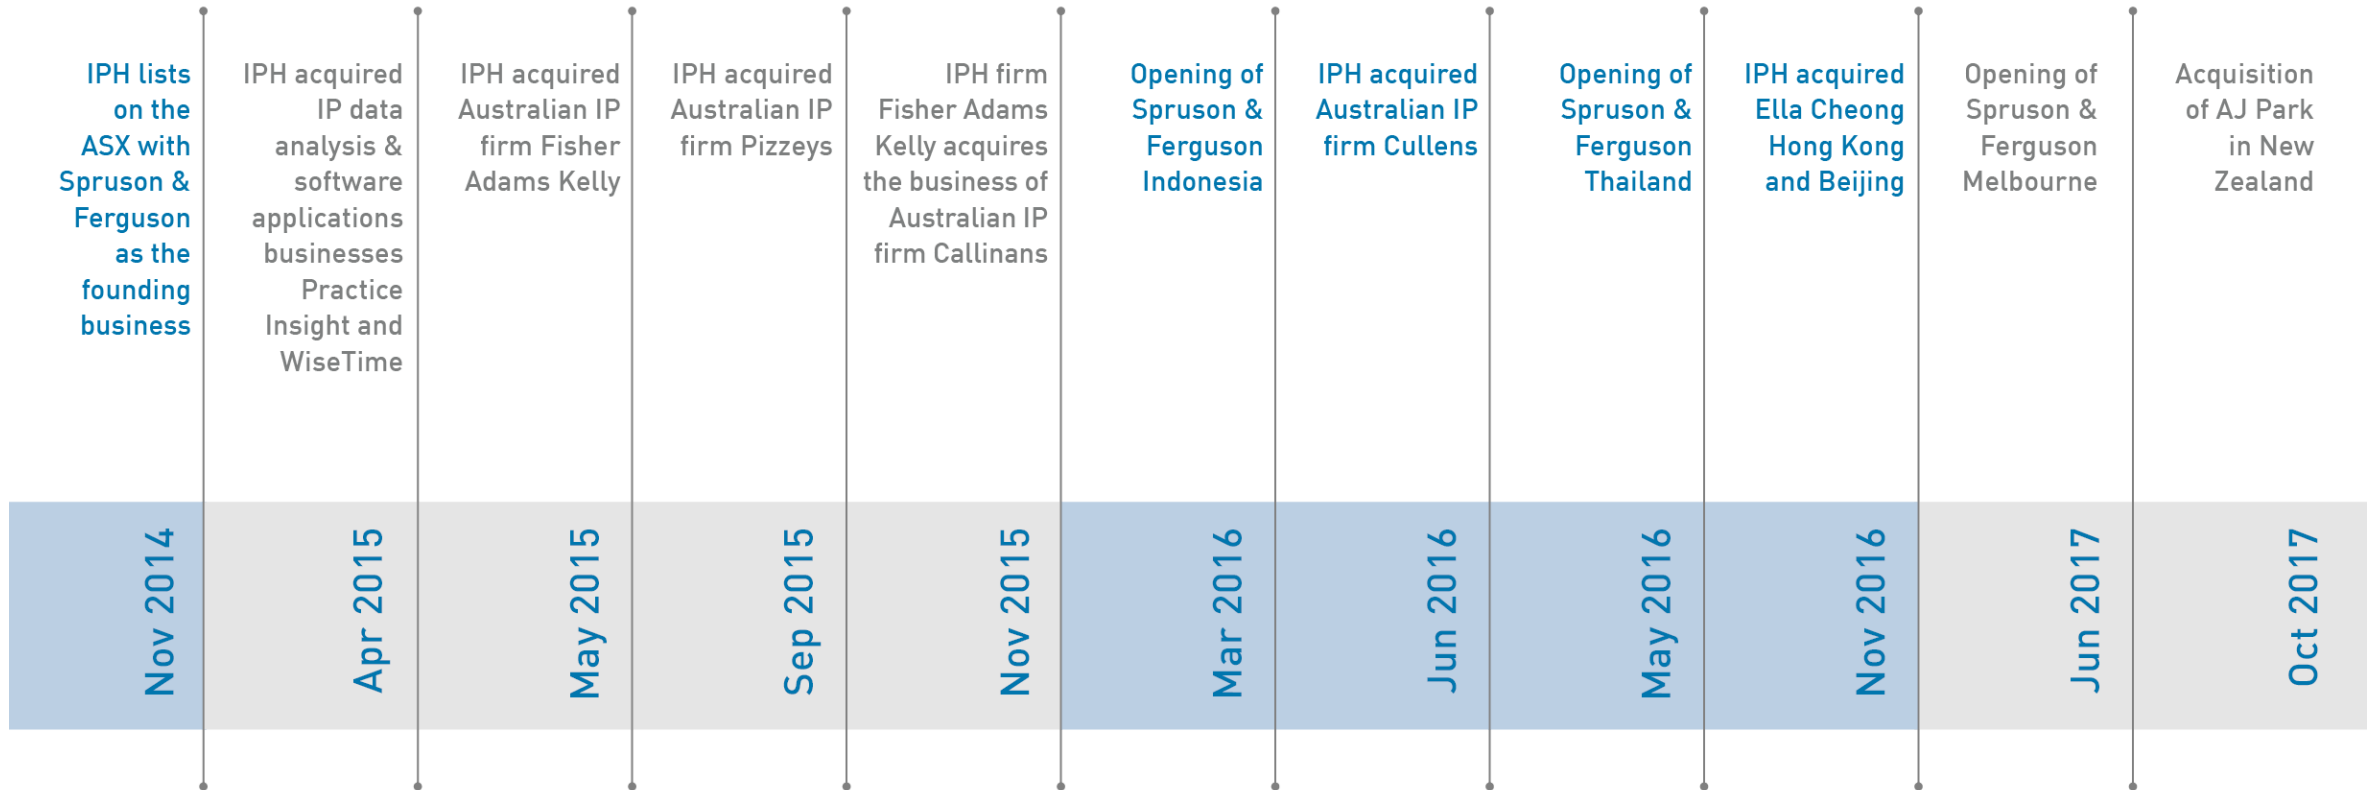 IPH lists
on the
ASX with
Spruson &
Ferguson
as the
founding
business
Nov 2014
IPH acquired
IP data
analysis &
software
applications
businesses
Practice
Insight and
WiseTime
Apr 2015
IPH acquired
Australian IP
firm Fisher
Adams Kelly
May 2015
IPH acquired
Australian IP
firm Pizzeys
Sep 2015
IPH firm
Fisher Adams
Kelly acquires
the business of
Australian IP
firm Callinans
Nov 2015
Opening of
Spruson &
Ferguson
Indonesia
Mar 2016
IPH acquired
Australian IP
firm Cullens
Jun 2016
Opening of
Spruson &
Ferguson
Thailand
May 2016
IPH acquired
Ella Cheong
Hong Kong
and Beijing
Nov 2016
Opening of
Spruson &
Ferguson
Melbourne
Jun 2017
Acquisition
of AJ Park
in New
Zealand
Oct 2017